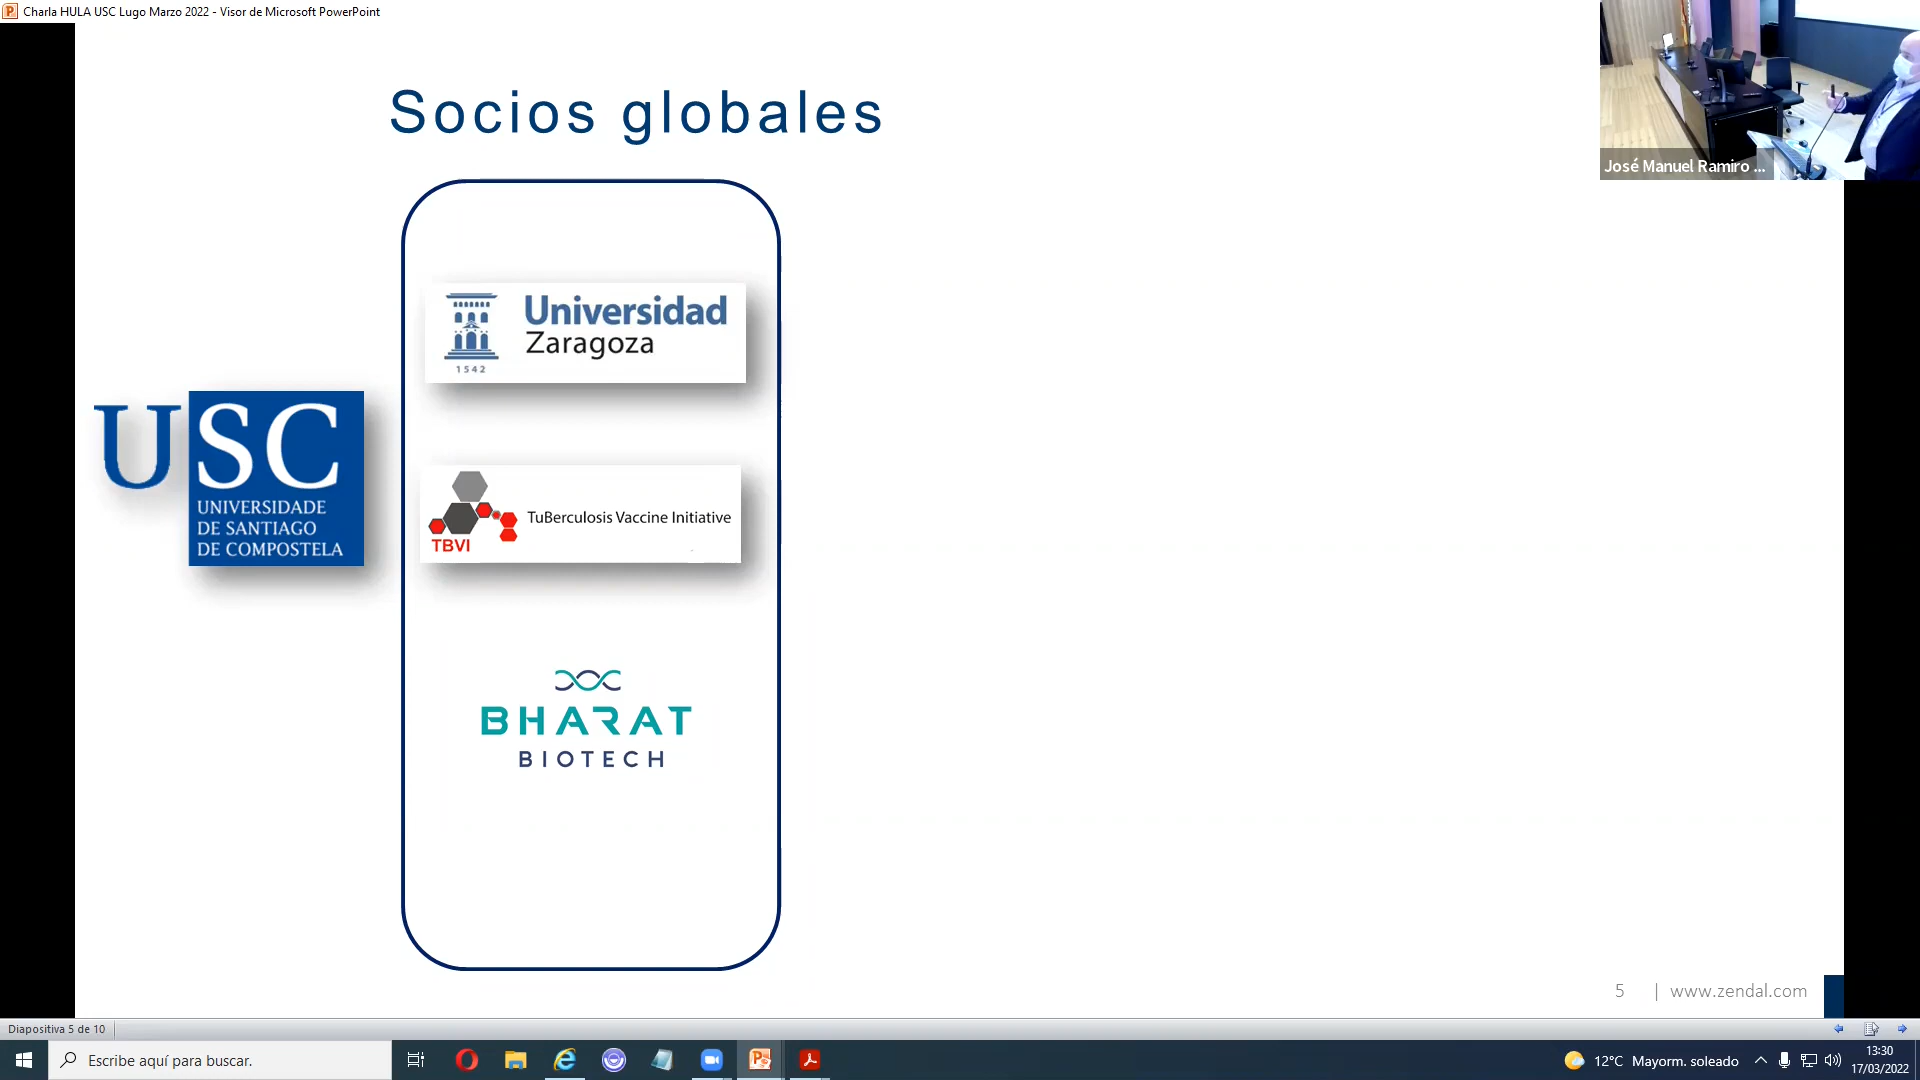 Charla HULA USC Lugo Marzo 2022 - Visor de Microsoft PowerPoint
José Manuel Ramiro ...
Socios globales
Universidad
Zaragoza
1542
USC
UNIVERSIDADE
DE SANTIAGO
DE COMPOSTELA
TBVI
TuBerculosis Vaccine Initiative
BHARAT
BIOTECH
5 | www.zendal.com
Diapositiva 5 de 10
Escribe aquí para buscar.
12°C Mayorm. soleado
13:30
17/03/2022